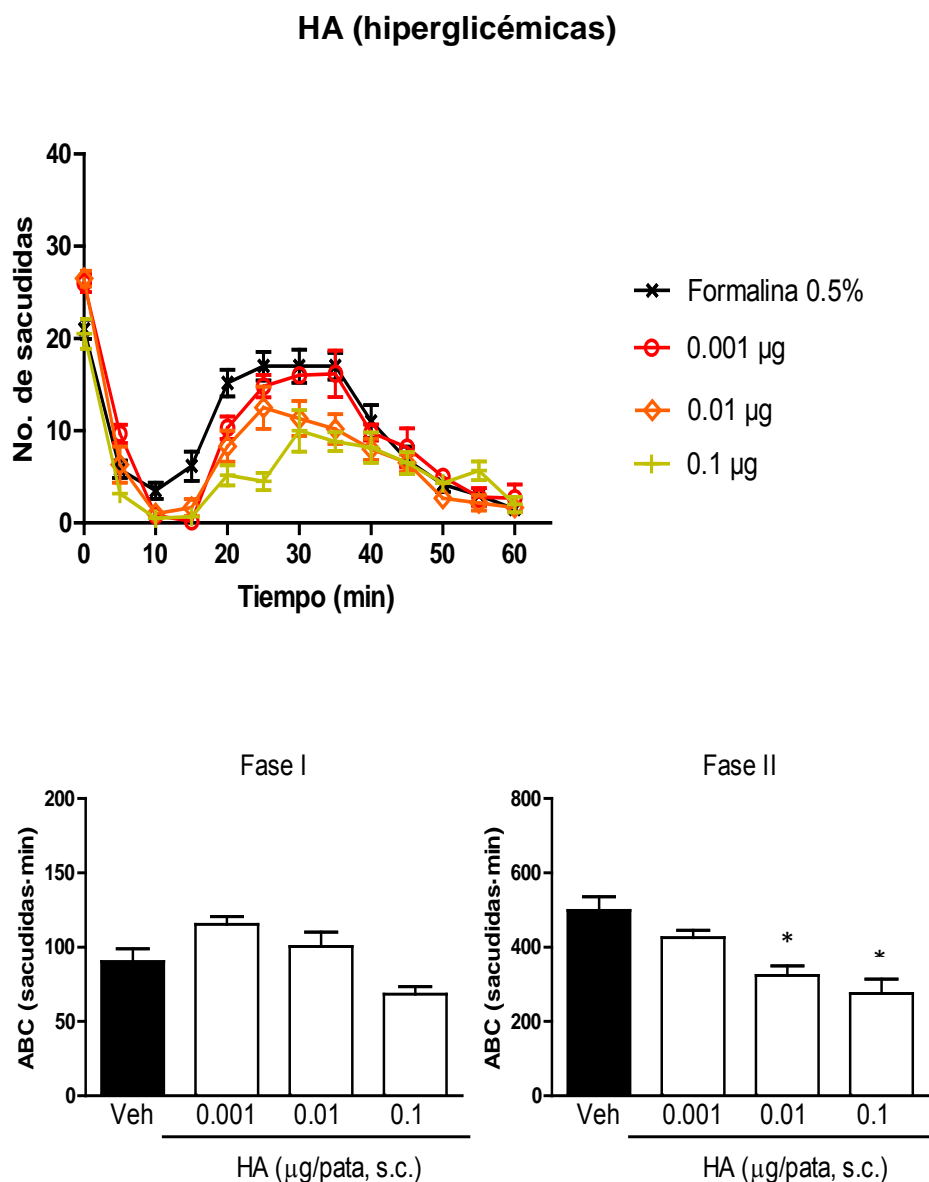 HA (hiperglicémicas)
40
30
20
10
0
No. de sacudidas
0 10 20 30 40 50 60
Tiempo (min)
Formalina 0.5%
0.001 µg
0.01 µg
0.1 µg
Fase I
200
150
100
50
0
ABC (sacudidas·min)
Veh 0.001 0.01 0.1
HA (µg/pata, s.c.)
Fase II
800
600
400
200
0
ABC (sacudidas·min)
* *
Veh 0.001 0.01 0.1
HA (µg/pata, s.c.)